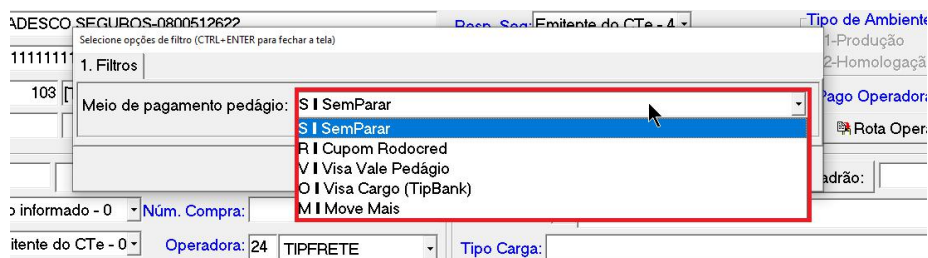 ADESCO SEGUROS-0800512622
Resp. Seg: Emitente do CTe - 4
Tipo de Ambiente
Selecione opções de filtro (CTRL+ENTER para fechar a tela)
1-Produção
11111111
1. Filtros
2-Homologaçã
103
Meio de pagamento pedágio: S | SemParar
Pago Operadora
S | SemParar
Rota Oper
R | Cupom Rodocred
V | Visa Vale Pedágio
adrão:
O | Visa Cargo (TipBank)
o informado - 0
Núm. Compra:
M | Move Mais
itente do CTe - 0
Operadora: 24 TIPFRETE
Tipo Carga: